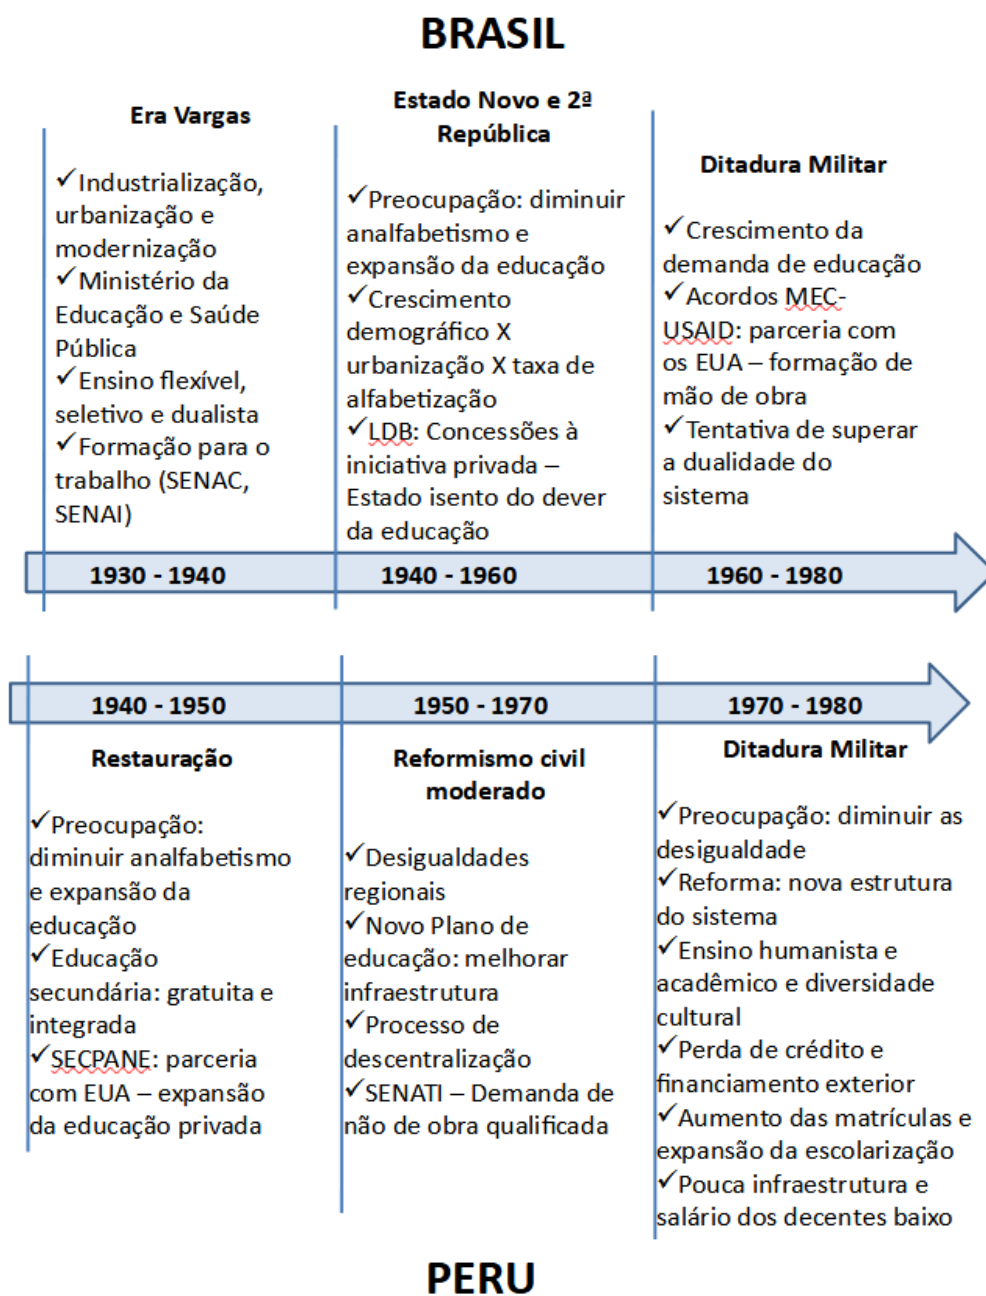 BRASIL
Era Vargas
✓Industrialização,
urbanização e
modernização
✓Ministério da
Educação e Saúde
Pública
✓Ensino flexível,
seletivo e dualista
✓Formação para o
trabalho (SENAC,
SENAI)
Estado Novo e 2ª
República
✓Preocupação: diminuir
analfabetismo e
expansão da educação
✓Crescimento
demográfico X
urbanização X taxa de
alfabetização
✓LDB: Concessões à
iniciativa privada –
Estado isento do dever
da educação
Ditadura Militar
✓Crescimento da
demanda de educação
✓Acordos MEC-
USAID: parceria com
os EUA – formação de
mão de obra
✓Tentativa de superar
a dualidade do
sistema
1930 - 1940
1940 - 1960
1960 - 1980
1940 - 1950
1950 - 1970
1970 - 1980
Restauração
✓Preocupação:
diminuir analfabetismo
e expansão da
educação
✓Educação
secundária: gratuita e
integrada
✓SECPANE: parceria
com EUA – expansão
da educação privada
Reformismo civil
moderado
✓Desigualdades
regionais
✓Novo Plano de
educação: melhorar
infraestrutura
✓Processo de
descentralização
✓SENATI – Demanda de
não de obra qualificada
Ditadura Militar
✓Preocupação: diminuir as
desigualdade
✓Reforma: nova estrutura
do sistema
✓Ensino humanista e
acadêmico e diversidade
cultural
✓Perda de crédito e
financiamento exterior
✓Aumento das matrículas e
expansão da escolarização
✓Pouca infraestrutura e
salário dos decentes baixo
PERU